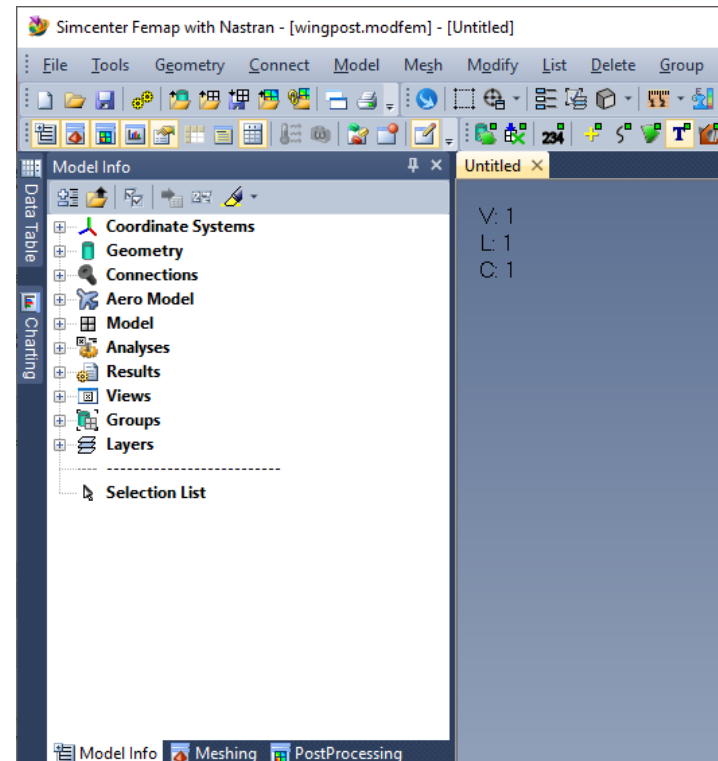 Simcenter Femap with Nastran - [wingpost.modfem] - [Untitled]
File Tools Geometry Connect Model Mesh Modify List Delete Group
234 T
Model Info
Untitled
Data Table
Charting
V: 1
L: 1
C: 1
Coordinate Systems
Geometry
Connections
Aero Model
Model
Analyses
Results
Views
Groups
Layers
---------------------------
Selection List
Model Info Meshing PostProcessing